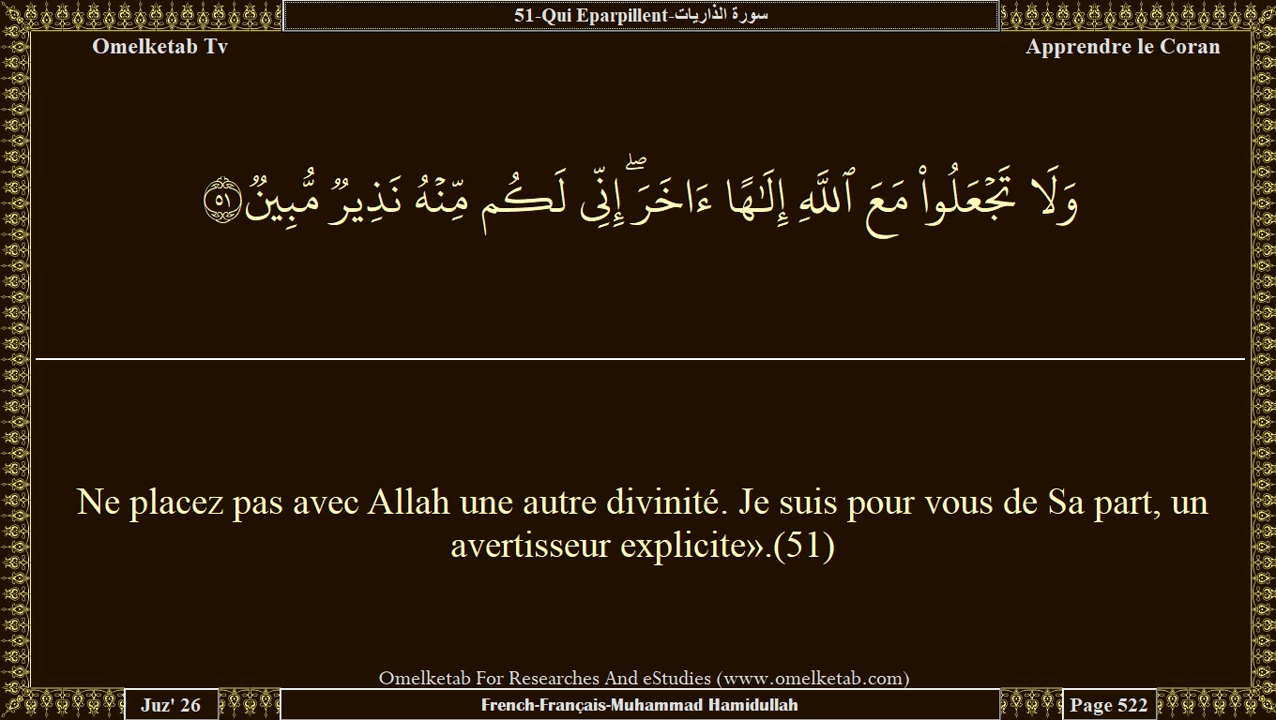 51-Qui Eparpillent-سورة الذاريات
Omelketab Tv
Apprendre le Coran
وَلَا تَجْعَلُوا۟ مَعَ ٱللَّهِ إِلَـٰهًا ءَاخَرَ ۖ إِنِّى لَكُم مِّنْهُ نَذِيرٌ مُّبِينٌ ٥١
Ne placez pas avec Allah une autre divinité. Je suis pour vous de Sa part, un
avertisseur explicite».(51)
Omelketab For Researches And eStudies (www.omelketab.com)
Juz' 26
French-Français-Muhammad Hamidullah
Page 522